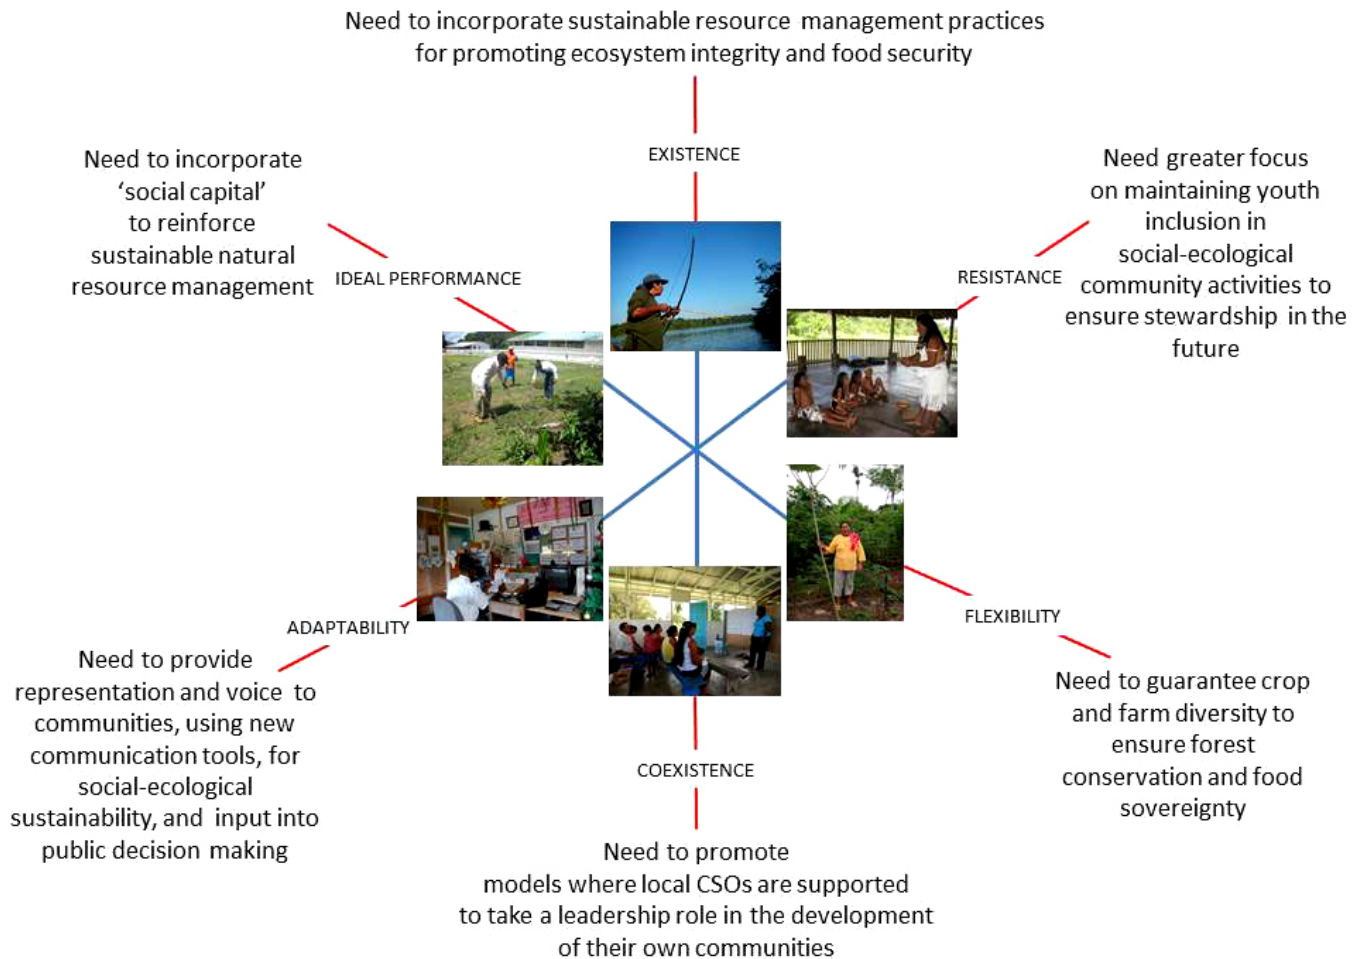 Need to incorporate sustainable resource management practices
for promoting ecosystem integrity and food security
EXISTENCE
Need to incorporate
‘social capital’
to reinforce
sustainable natural
resource management
IDEAL PERFORMANCE
Need greater focus
on maintaining youth
inclusion in
social-ecological
community activities to
ensure stewardship in the
future
RESISTANCE
ADAPTABILITY
Need to provide
representation and voice to
communities, using new
communication tools, for
social-ecological
sustainability, and input into
public decision making
FLEXIBILITY
Need to guarantee crop
and farm diversity to
ensure forest
conservation and food
sovereignty
COEXISTENCE
Need to promote
models where local CSOs are supported
to take a leadership role in the development
of their own communities